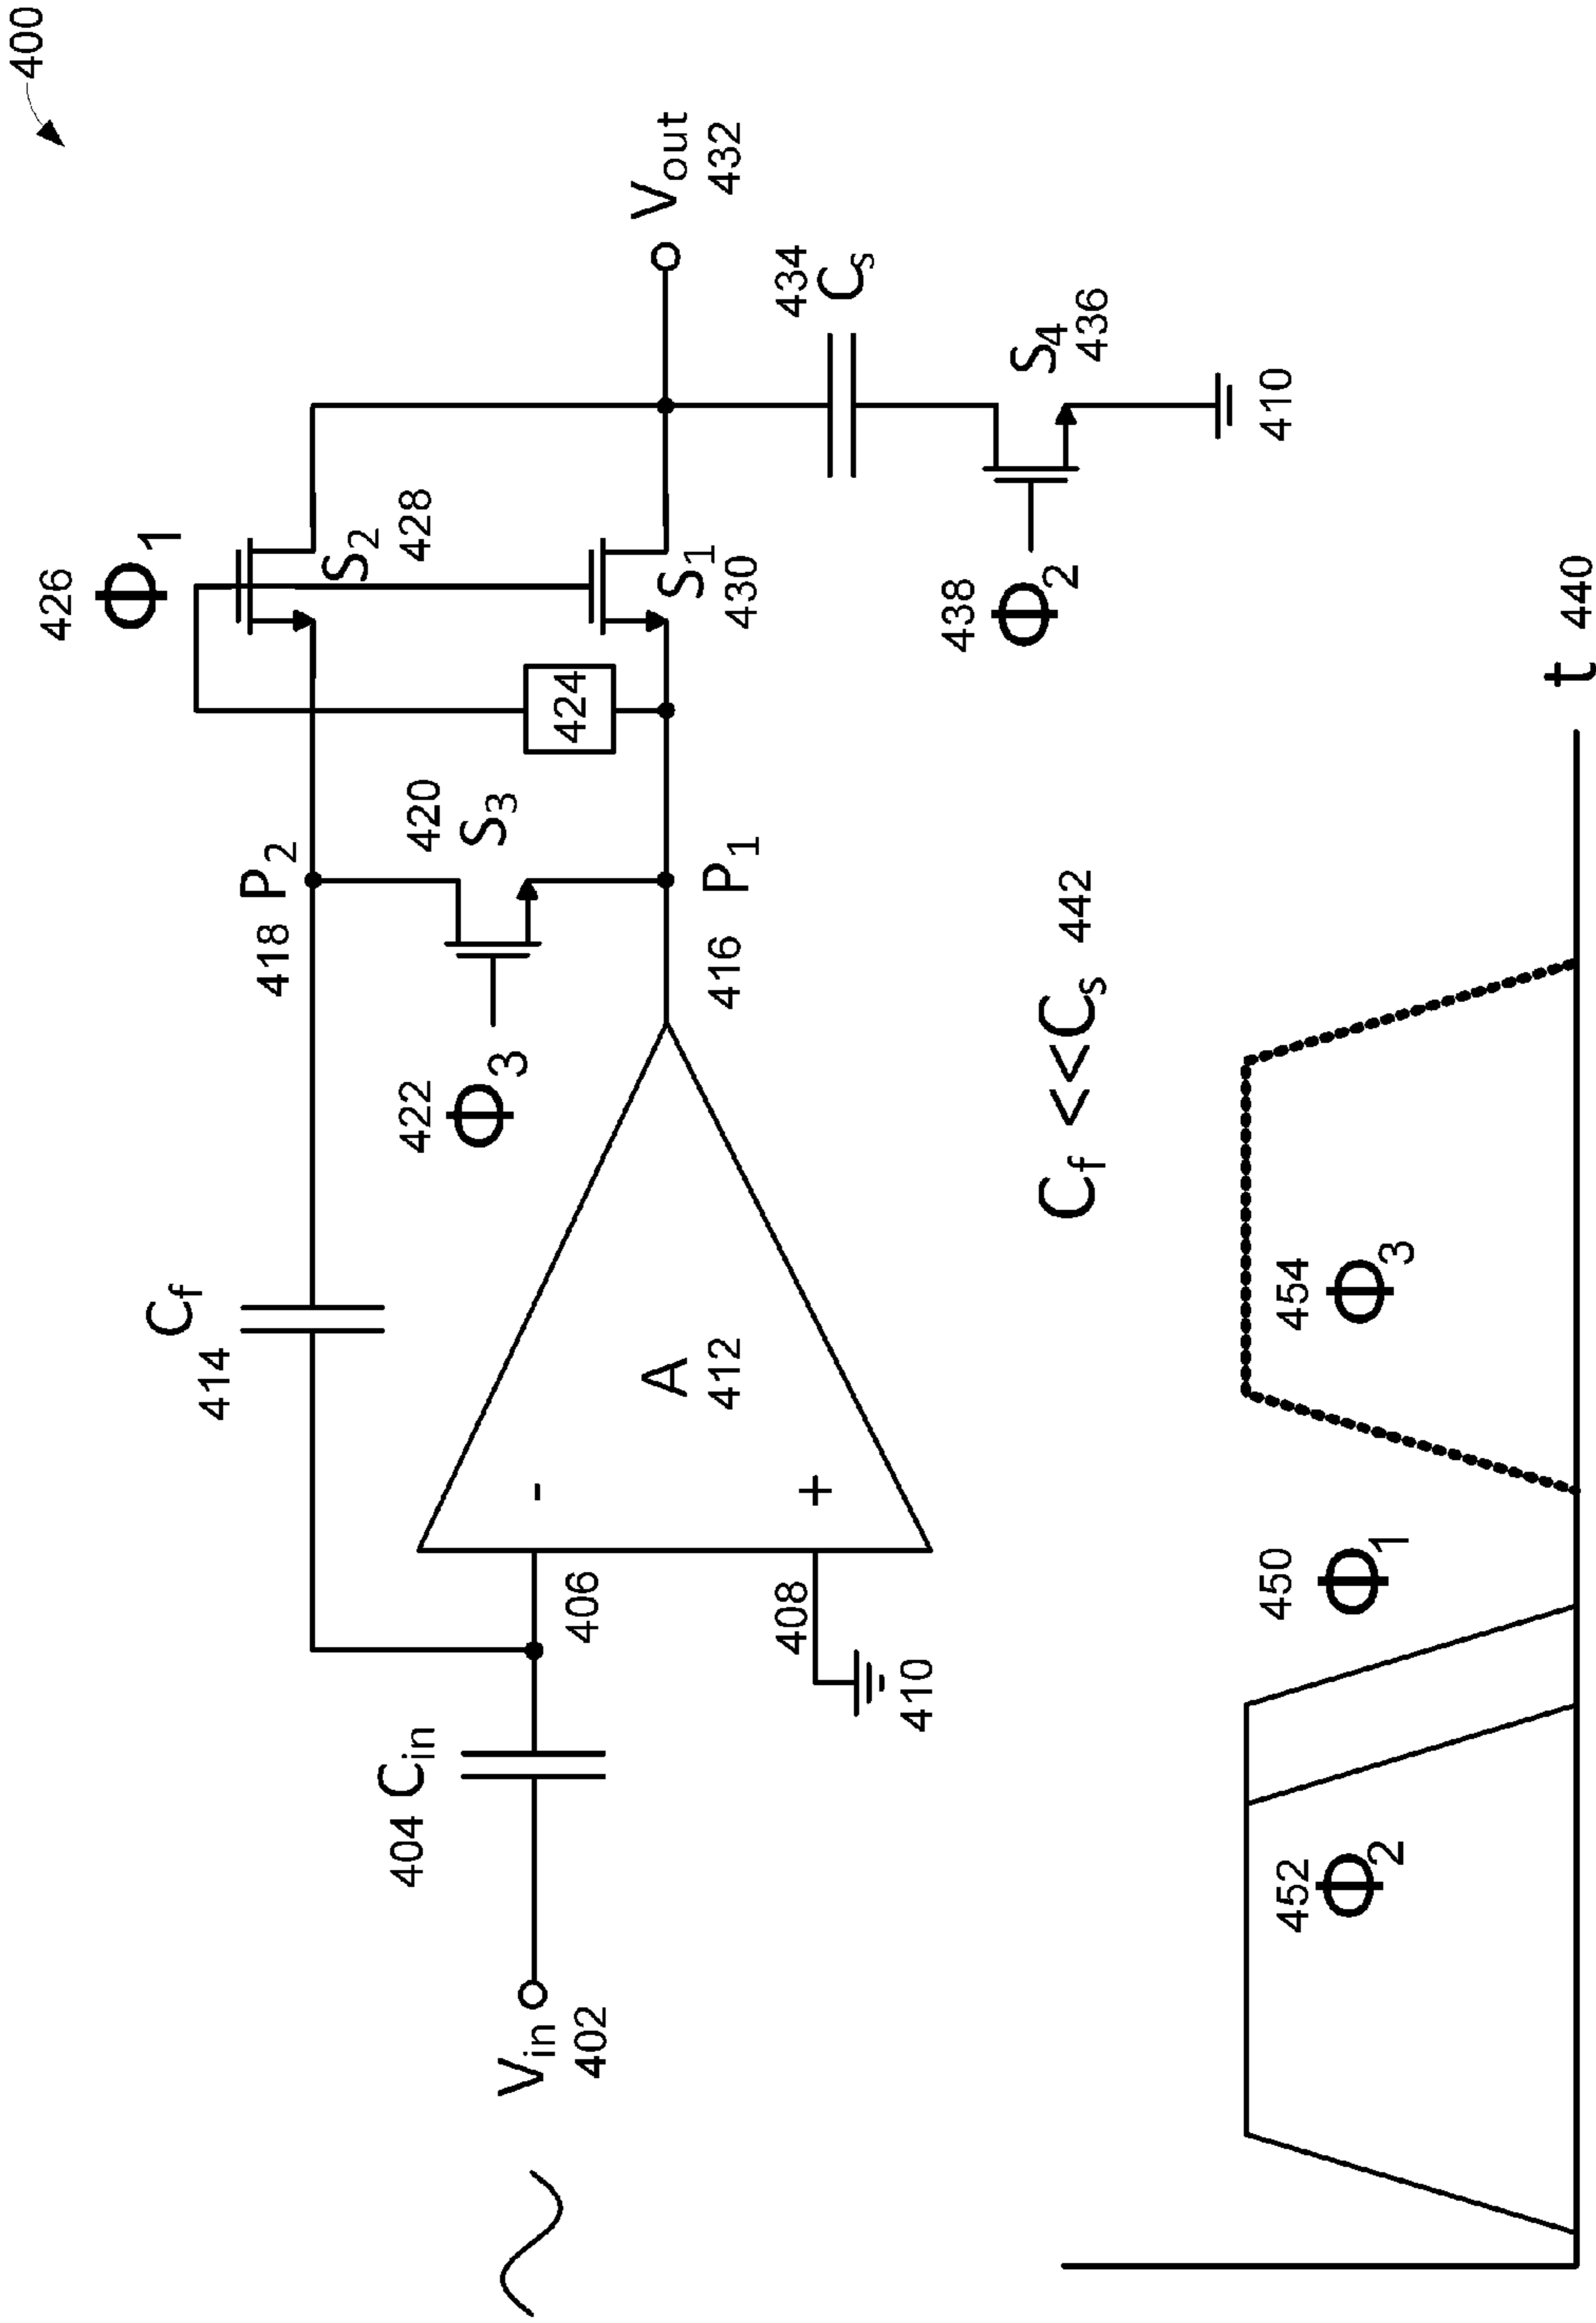 400
426
Φ1
S2
428
Vout
432
P2
418
Cf
414
420
S3
422
Φ3
424
S1
430
416 P1
404 Cin
406
A
412
-
+
Vin
402
408
410
434
Cs
S4
436
438
Φ2
410
Cf <<Cs 442
452
Φ2
450
Φ1
454
Φ3
t 440